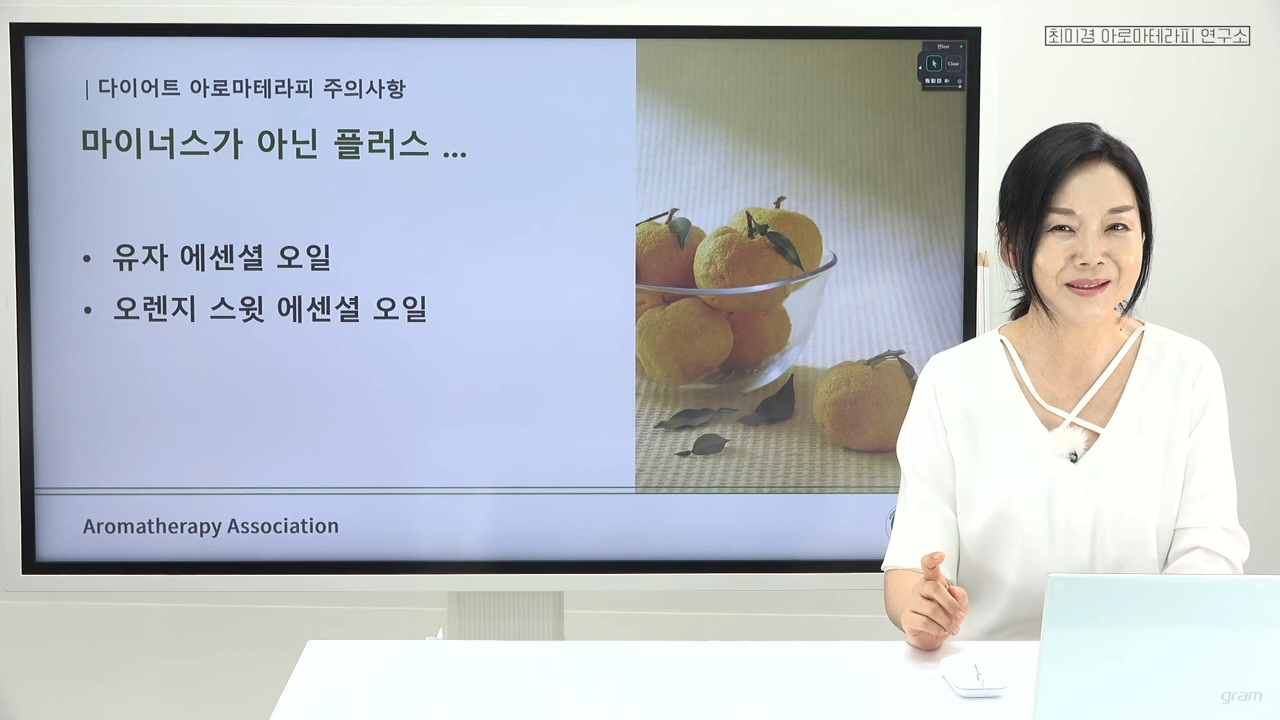 최미경 아로마테라피 연구소
| 다이어트 아로마테라피 주의사항
마이너스가 아닌 플러스 ...
• 유자 에센셜 오일
• 오렌지 스윗 에센셜 오일
Aromatherapy Association
Clear
gram